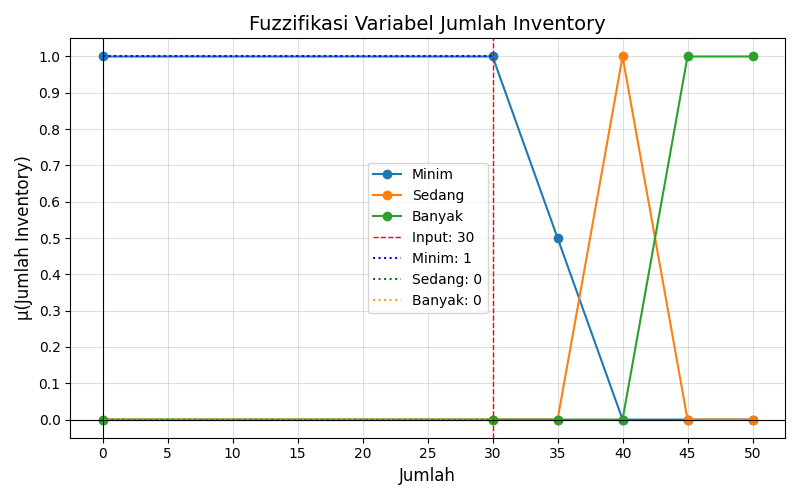 Fuzzifikasi Variabel Jumlah Inventory
μ(Jumlah Inventory)
1.0
0.9
0.8
0.7
0.6
0.5
0.4
0.3
0.2
0.1
0.0
Minim
Sedang
Banyak
Input: 30
Minim: 1
Sedang: 0
Banyak: 0
0 5 10 15 20 25 30 35 40 45 50
Jumlah